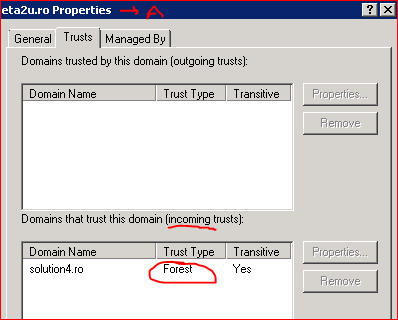 eta2u.ro Properties → A
General Trusts Managed By
Domains trusted by this domain (outgoing trusts):
Domain Name Trust Type Transitive Properties...
Remove
Domains that trust this domain (incoming trusts):
Domain Name Trust Type Transitive Properties...
solution4.ro Forest Yes Remove